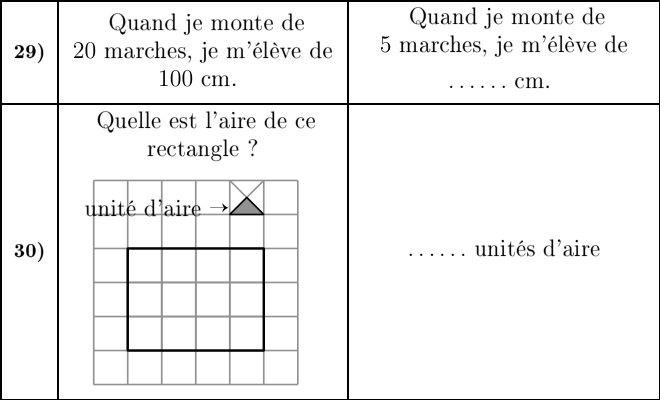 29)
Quand je monte de
20 marches, je m'élève de
100 cm.
Quand je monte de
5 marches, je m'élève de
...... cm.
30)
Quelle est l'aire de ce
rectangle ?
unité d'aire →
...... unités d'aire